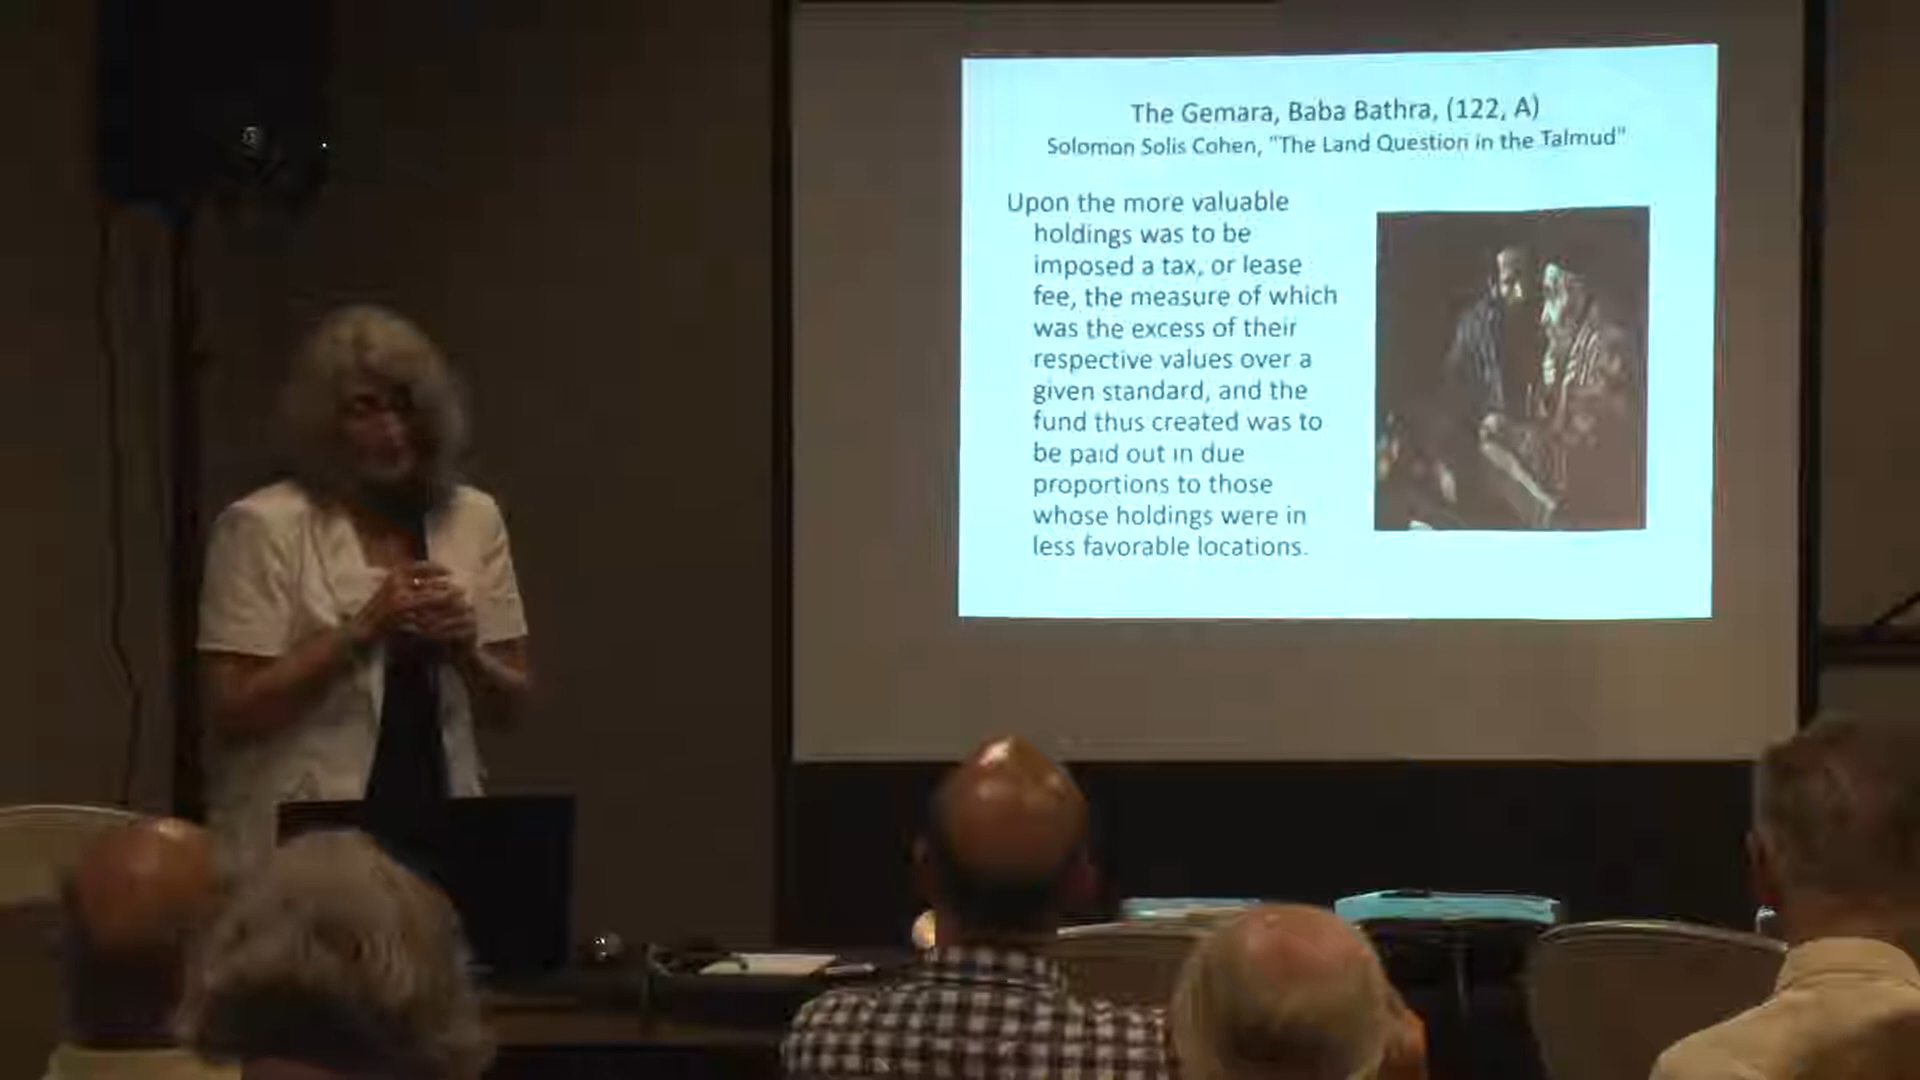 The Gemara, Baba Bathra, (122, A)
Solomon Solis Cohen, "The Land Question in the Talmud"
Upon the more valuable
holdings was to be
imposed a tax, or lease
fee, the measure of which
was the excess of their
respective values over a
given standard, and the
fund thus created was to
be paid out in due
proportions to those
whose holdings were in
less favorable locations.